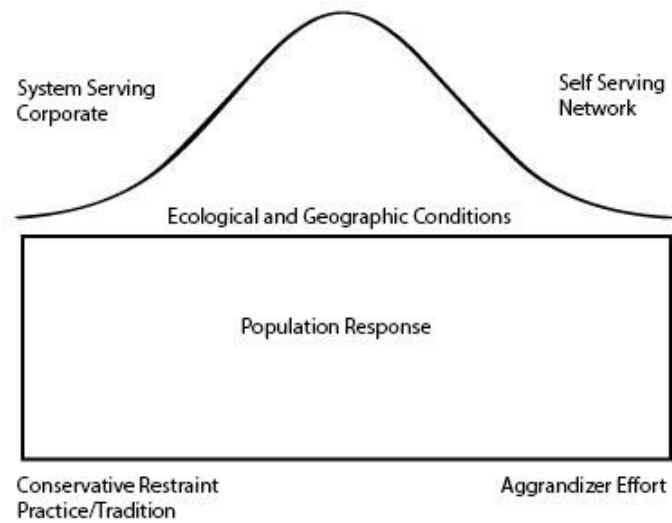 System Serving
Corporate
Self Serving
Network
Ecological and Geographic Conditions
Population Response
Conservative Restraint
Practice/Tradition
Aggrandizer Effort